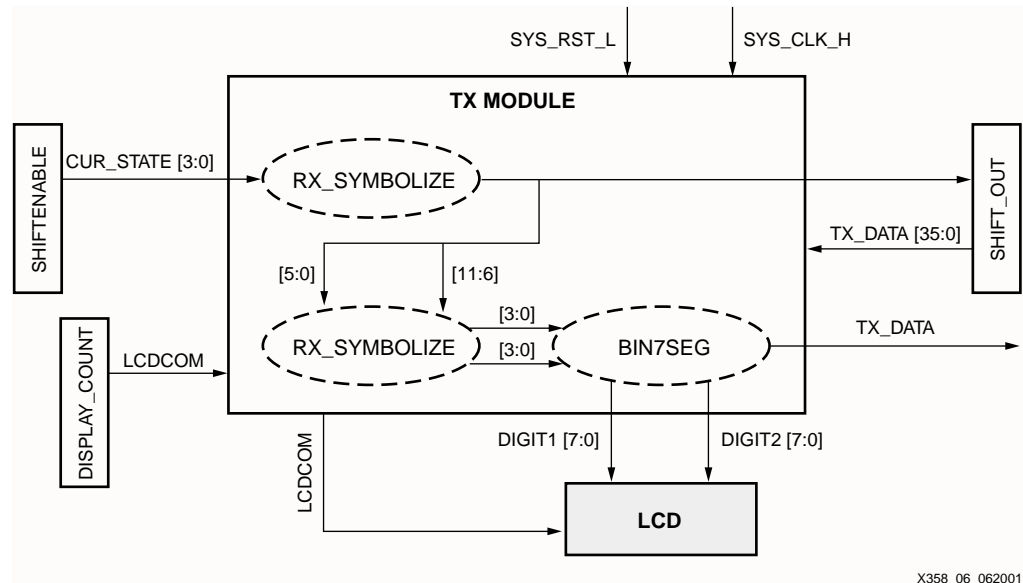 SYS_RST_L
SYS_CLK_H
TX MODULE
SHIFTENABLE
CUR_STATE [3:0]
RX_SYMBOLIZE
SHIFT_OUT
TX_DATA [35:0]
[5:0]
[11:6]
DISPLAY_COUNT
LCDCOM
RX_SYMBOLIZE
[3:0]
[3:0]
BIN7SEG
TX_DATA
LCDCOM
DIGIT1 [7:0]
DIGIT2 [7:0]
LCD
X358_06_062001